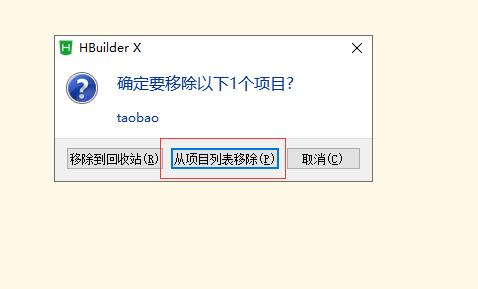 HBuilder X
确定要移除以下1个项目？
taobao
移除到回收站(R)
从项目列表移除(P)
取消(C)